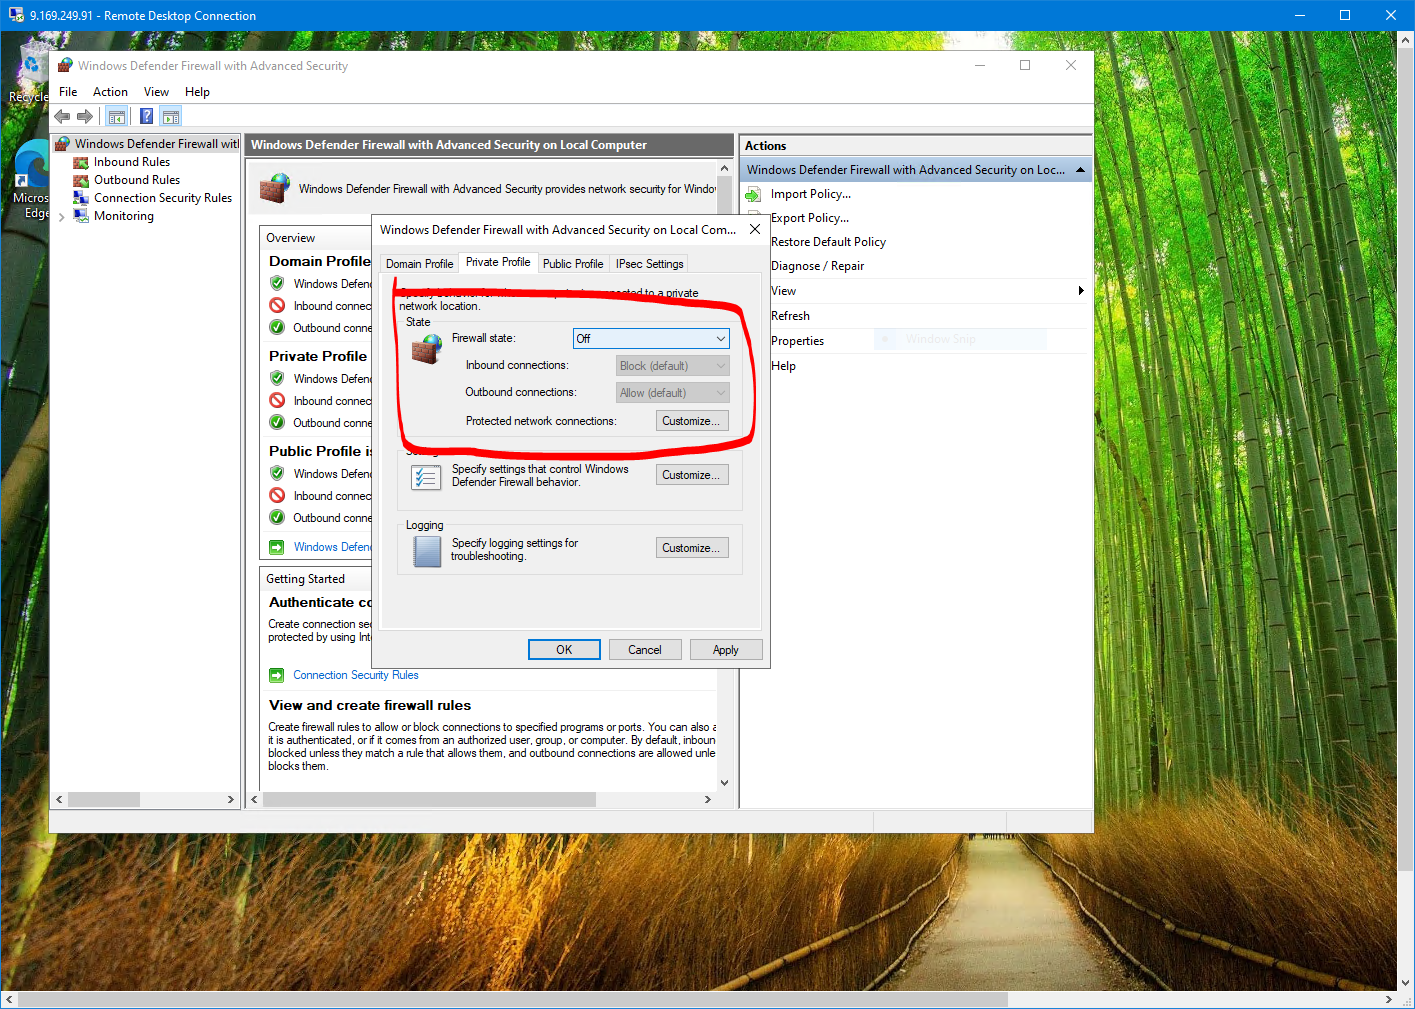 9.169.249.91 - Remote Desktop Connection
Recycle
Micros
Edge
Windows Defender Firewall with Advanced Security
File Action View Help
Windows Defender Firewall witl
Inbound Rules
Outbound Rules
Connection Security Rules
Monitoring
Windows Defender Firewall with Advanced Security on Local Computer
Windows Defender Firewall with Advanced Security provides network security for Window
Overview
Domain Profile
Windows Defend
Inbound connec
Outbound conne
Private Profile
Windows Defend
Inbound connec
Outbound conne
Public Profile is
Windows Defend
Inbound connec
Outbound conne
Windows Defend
Getting Started
Authenticate co
Create connection sec
protected by using Inte
Connection Security Rules
View and create firewall rules
Create firewall rules to allow or block connections to specified programs or ports. You can also a
it is authenticated, or if it comes from an authorized user, group, or computer. By default, inboun
blocked unless they match a rule that allows them, and outbound connections are allowed unle
blocks them.
Windows Defender Firewall with Advanced Security on Local Com...
Domain Profile Private Profile Public Profile IPsec Settings
to a private
network location.
State
Firewall state: Off
Inbound connections: Block (default)
Outbound connections: Allow (default)
Protected network connections: Customize...
Specify settings that control Windows
Defender Firewall behavior.
Customize...
Logging
Specify logging settings for
troubleshooting.
Customize...
OK Cancel Apply
Actions
Windows Defender Firewall with Advanced Security on Loc...
Import Policy...
Export Policy...
Restore Default Policy
Diagnose / Repair
View
Refresh
Properties
Window Snip
Help